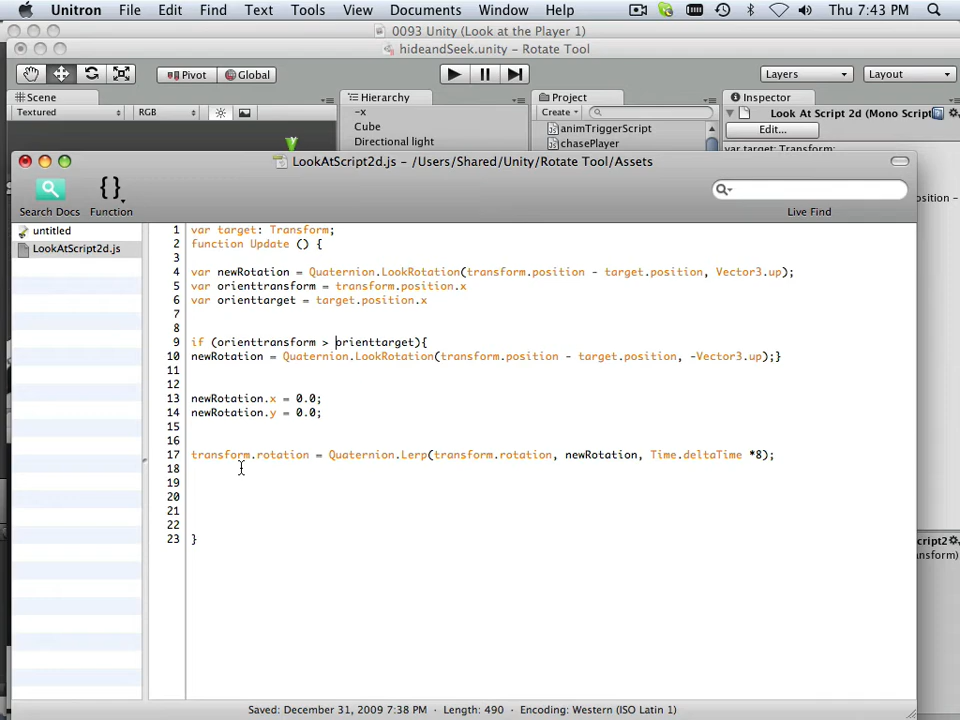 Unitron File Edit Find Text Tools View Documents Window Help Thu 7:43 PM
0093 Unity (Look at the Player 1)
hideandSeek.unity – Rotate Tool
Pivot Global Layers Layout
Scene Hierarchy Project Inspector
Textured RGB -x Create Look At Script 2d (Mono Script
Cube animTriggerScript Edit...
Directional light chasePlayer var target: Transform;
LookAtScript2d.js – /Users/Shared/Unity/Rotate Tool/Assets
{}
Search Docs Function Live Find
untitled
LookAtScript2d.js
1 var target: Transform;
2 function Update () {
3
4 var newRotation = Quaternion.LookRotation(transform.position - target.position, Vector3.up);
5 var orienttransform = transform.position.x
6 var orienttarget = target.position.x
7
8
9 if (orienttransform > orienttarget){
10 newRotation = Quaternion.LookRotation(transform.position - target.position, -Vector3.up);}
11
12
13 newRotation.x = 0.0;
14 newRotation.y = 0.0;
15
16
17 transform.rotation = Quaternion.Lerp(transform.rotation, newRotation, Time.deltaTime *8);
18
19
20
21
22
23 }
osition -
cript2
nsform)
Saved: December 31, 2009 7:38 PM • Length: 490 • Encoding: Western (ISO Latin 1)